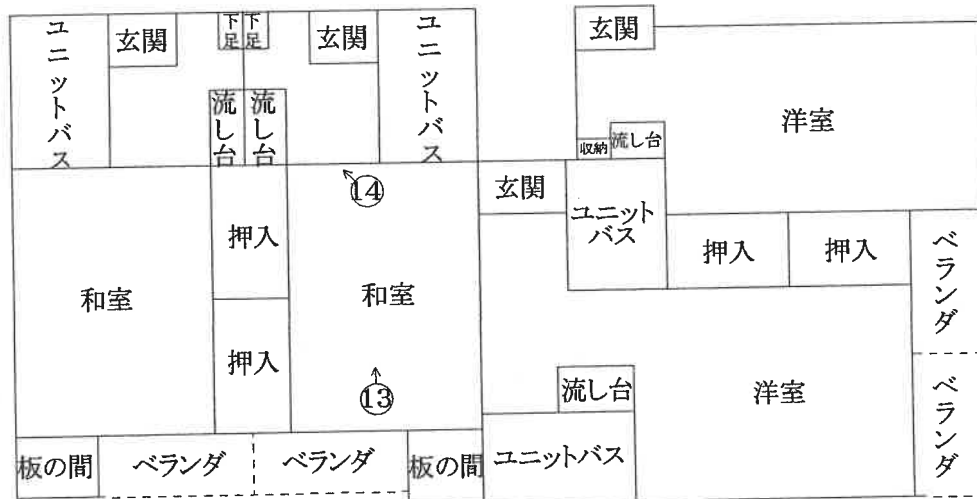 ユニットバス
玄関
下足
下足
玄関
ユニットバス
玄関
洋室
流し台
流し台
収納
流し台
⑭
玄関
ユニット
バス
押入
押入
押入
ベランダ
和室
和室
押入
⑬
流し台
洋室
ベランダ
板の間
ベランダ
ベランダ
板の間
ユニットバス